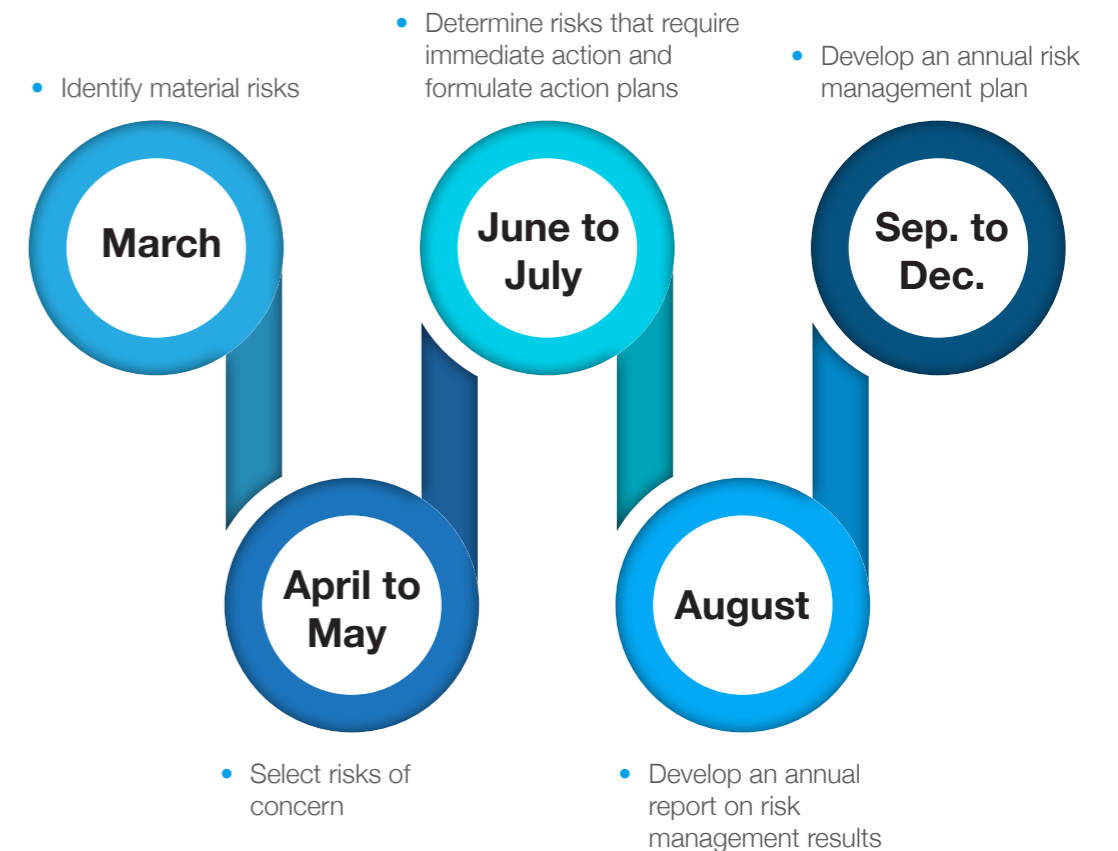 • Identify material risks
March
• Select risks of
concern
April to
May
• Determine risks that require
immediate action and
formulate action plans
June to
July
• Develop an annual
report on risk
management results
August
• Develop an annual risk
management plan
Sep. to
Dec.